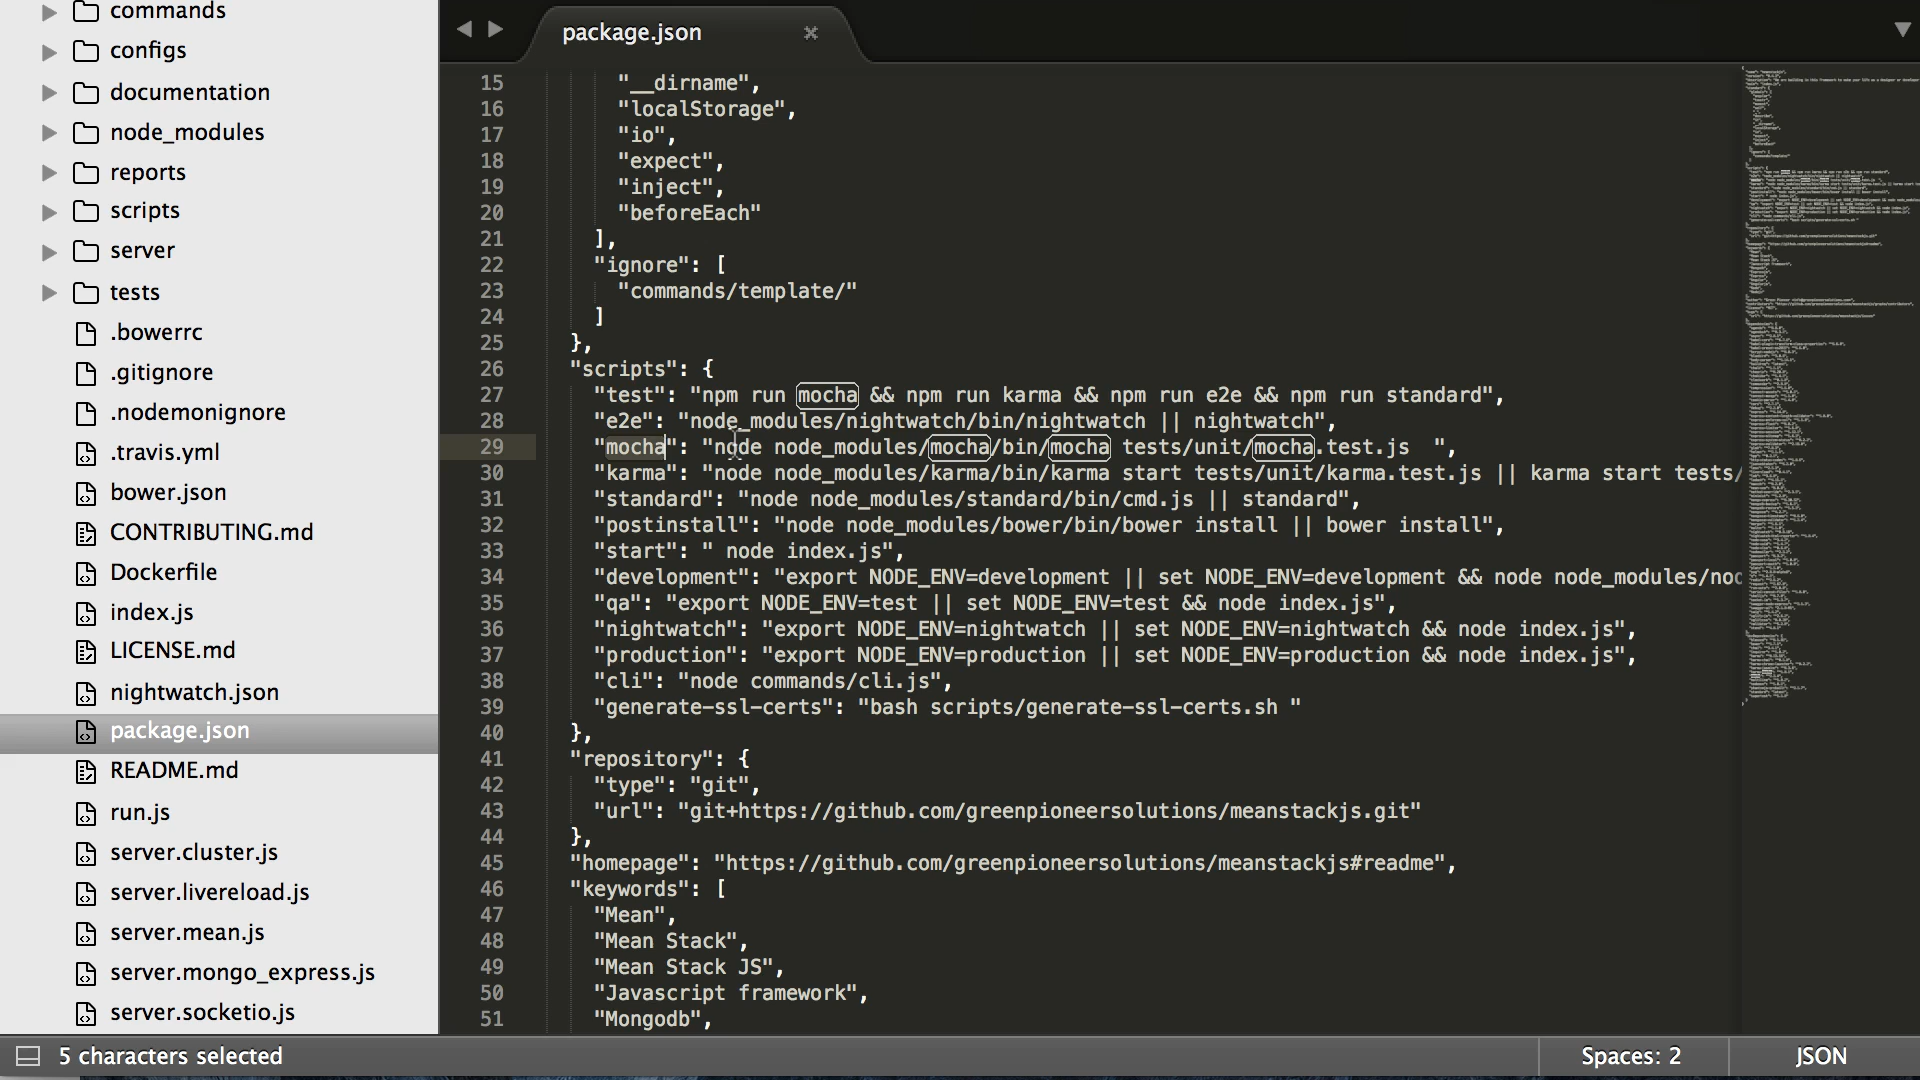 commands
configs
documentation
node_modules
reports
scripts
server
tests
.bowerrc
.gitignore
.nodemonignore
.travis.yml
bower.json
CONTRIBUTING.md
Dockerfile
index.js
LICENSE.md
nightwatch.json
package.json
README.md
run.js
server.cluster.js
server.livereload.js
server.mean.js
server.mongo_express.js
server.socketio.js
package.json
15 "__dirname",
16 "localStorage",
17 "io",
18 "expect",
19 "inject",
20 "beforeEach"
21 ],
22 "ignore": [
23 "commands/template/"
24 ]
25 },
26 "scripts": {
27 "test": "npm run mocha && npm run karma && npm run e2e && npm run standard",
28 "e2e": "node_modules/nightwatch/bin/nightwatch || nightwatch",
29 "mocha": "node node_modules/mocha/bin/mocha tests/unit/mocha.test.js  ",
30 "karma": "node node_modules/karma/bin/karma start tests/unit/karma.test.js || karma start tests/
31 "standard": "node node_modules/standard/bin/cmd.js || standard",
32 "postinstall": "node node_modules/bower/bin/bower install || bower install",
33 "start": " node index.js",
34 "development": "export NODE_ENV=development || set NODE_ENV=development && node node_modules/noc
35 "qa": "export NODE_ENV=test || set NODE_ENV=test && node index.js",
36 "nightwatch": "export NODE_ENV=nightwatch || set NODE_ENV=nightwatch && node index.js",
37 "production": "export NODE_ENV=production || set NODE_ENV=production && node index.js",
38 "cli": "node commands/cli.js",
39 "generate-ssl-certs": "bash scripts/generate-ssl-certs.sh "
40 },
41 "repository": {
42 "type": "git",
43 "url": "git+https://github.com/greenpioneersolutions/meanstackjs.git"
44 },
45 "homepage": "https://github.com/greenpioneersolutions/meanstackjs#readme",
46 "keywords": [
47 "Mean",
48 "Mean Stack",
49 "Mean Stack JS",
50 "Javascript framework",
51 "Mongodb",
5 characters selected
Spaces: 2
JSON